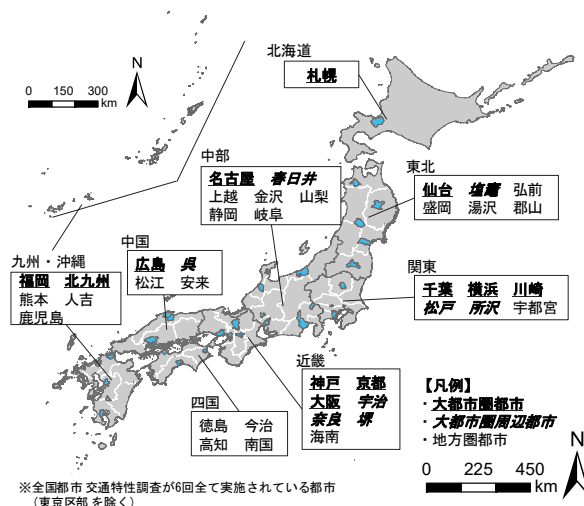 N
0 150 300
km
北海道
札幌
中部
名古屋 春日井
上越 金沢 山梨
静岡 岐阜
東北
仙台 塩竈 弘前
盛岡 湯沢 郡山
九州・沖縄
福岡 北九州
熊本 人吉
鹿児島
中国
広島 呉
松江 安来
関東
千葉 横浜 川崎
松戸 所沢 宇都宮
近畿
神戸 京都
大阪 宇治
奈良 堺
海南
四国
徳島 今治
高知 南国
【凡例】
・大都市圏都市
・大都市圏周辺都市
・地方圏都市
N
0 225 450
km
※全国都市交通特性調査が6回全て実施されている都市
（東京区部を除く）